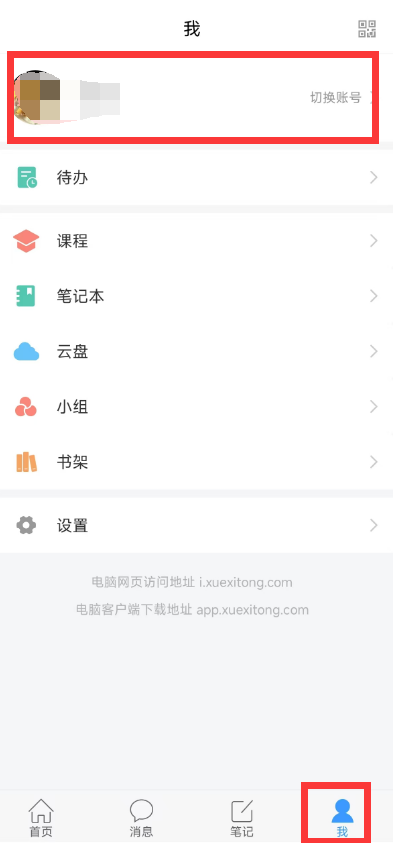 我
切换账号
待办
课程
笔记本
云盘
小组
书架
设置
电脑网页访问地址 i.xuexitong.com
电脑客户端下载地址 app.xuexitong.com
首页
消息
笔记
我